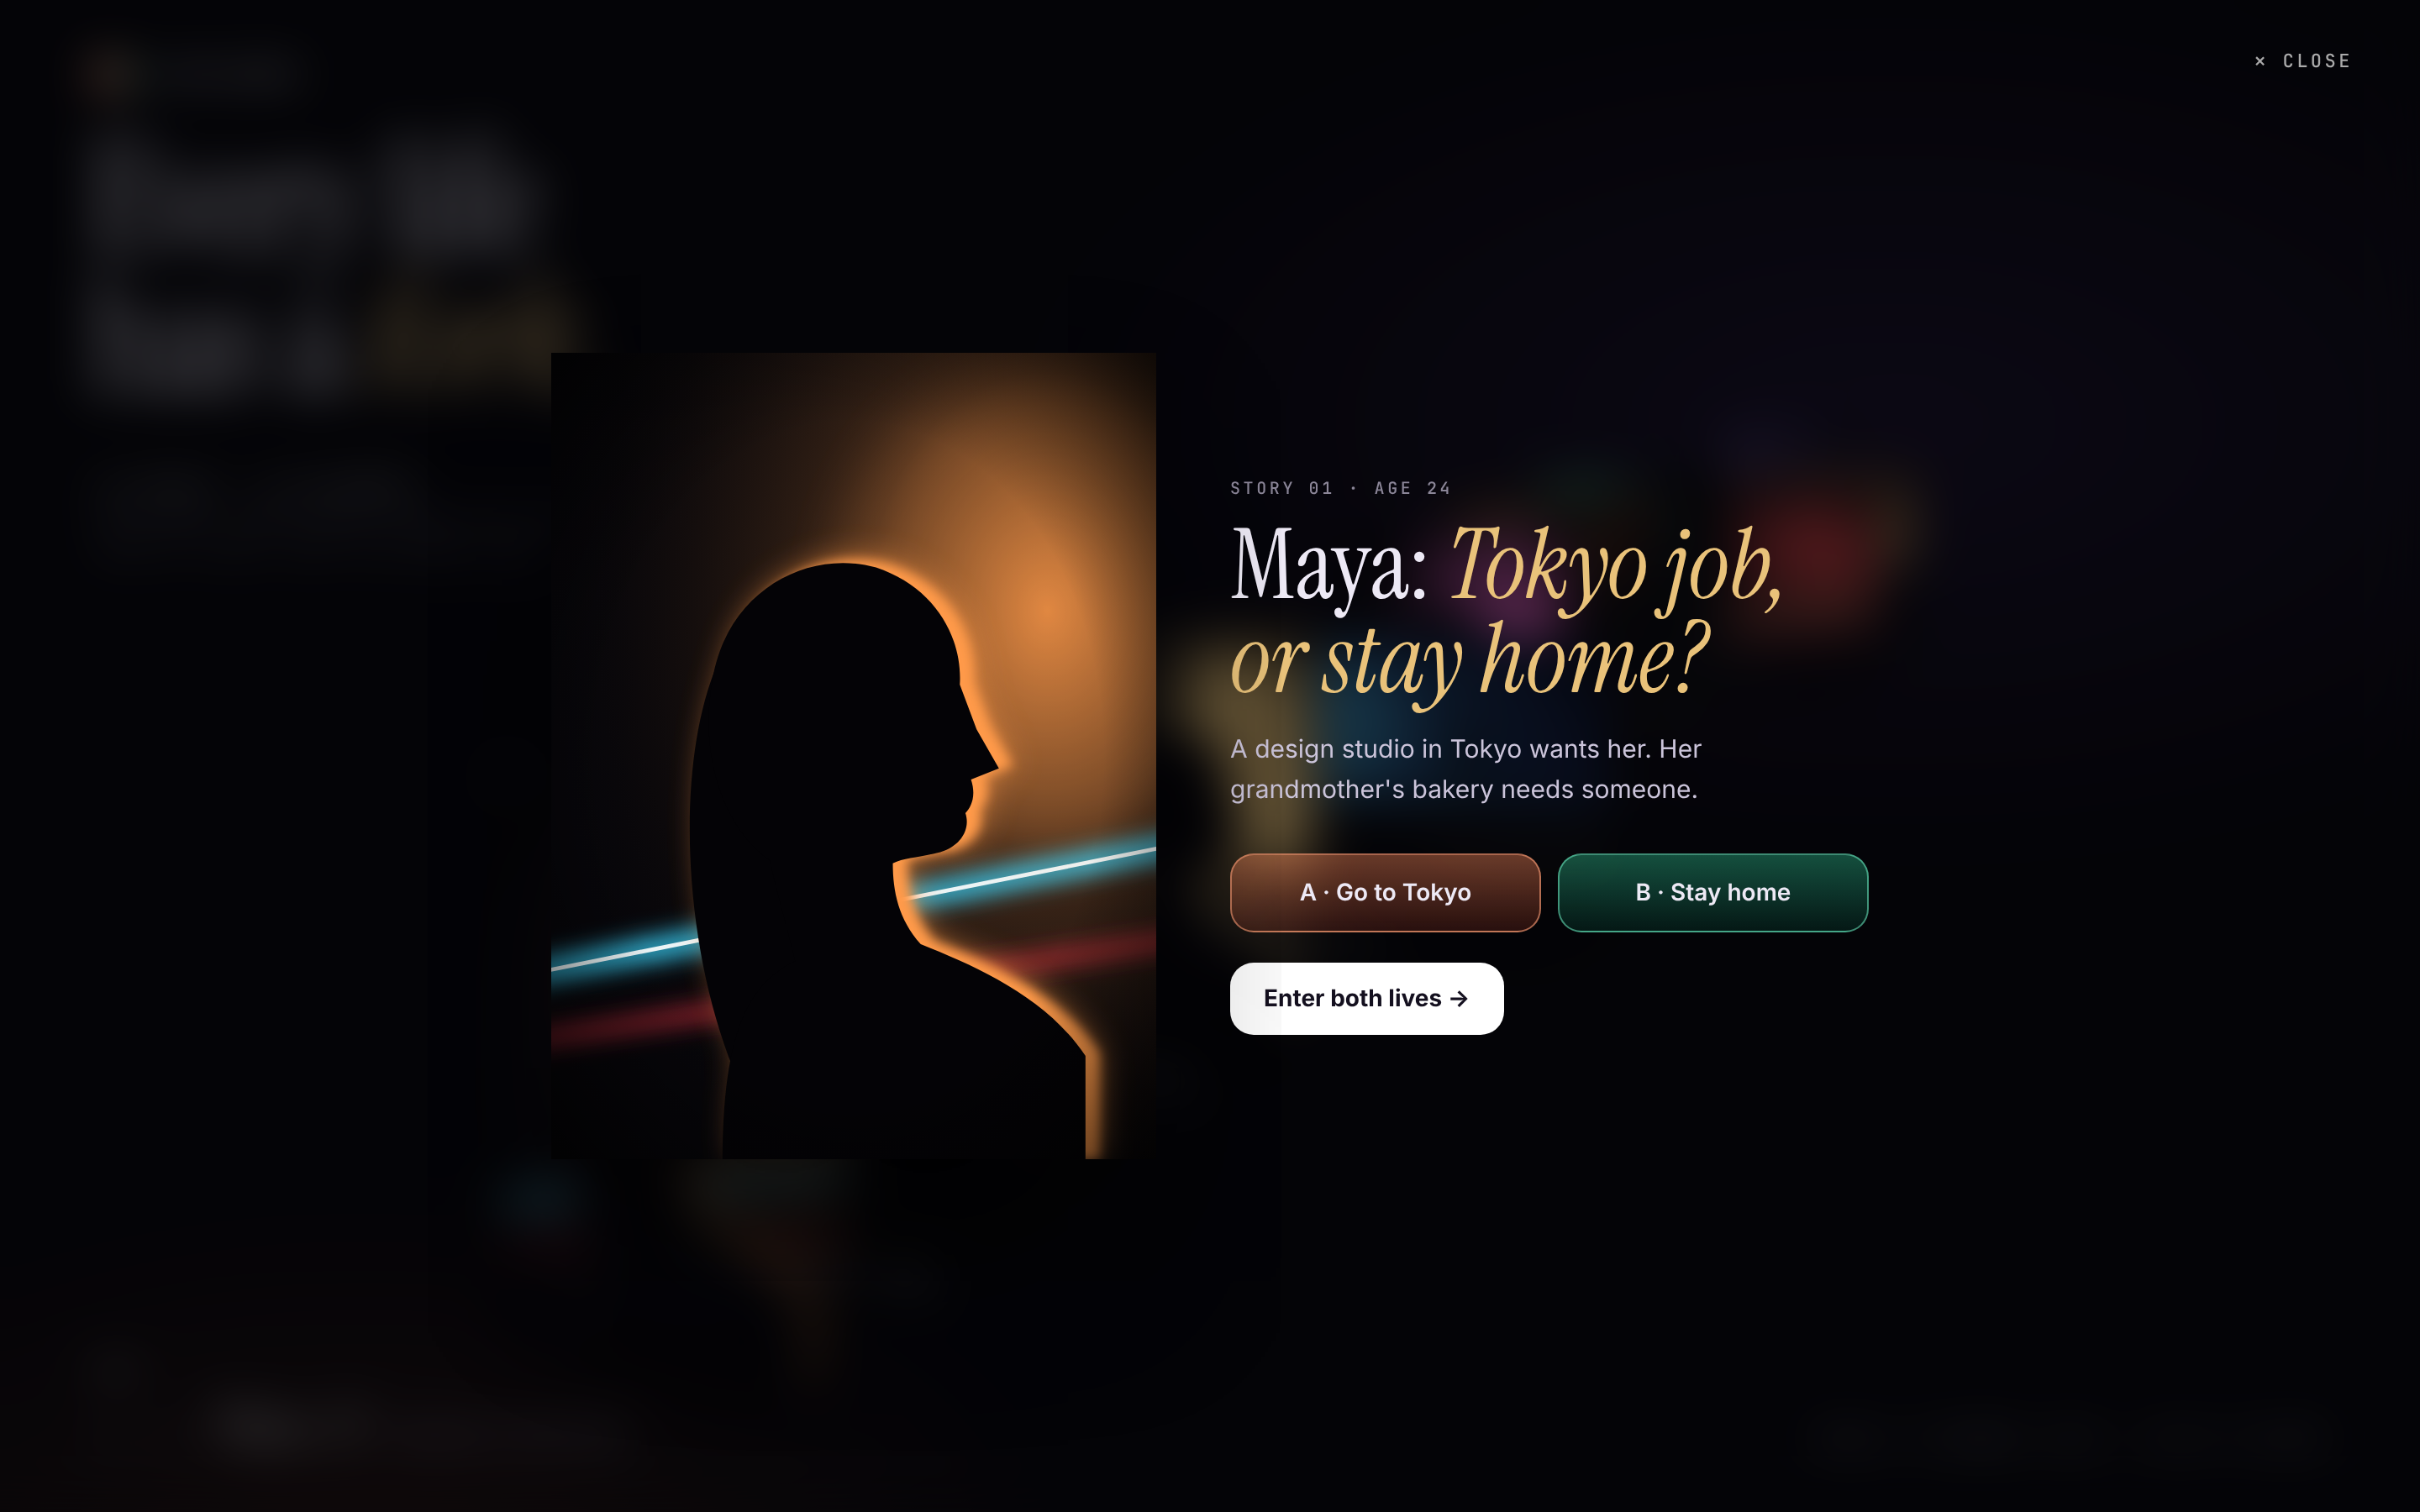 × CLOSE
STORY 01 · AGE 24
Maya: Tokyo job,
or stay home?
A design studio in Tokyo wants her. Her
grandmother's bakery needs someone.
A · Go to Tokyo
B · Stay home
Enter both lives →